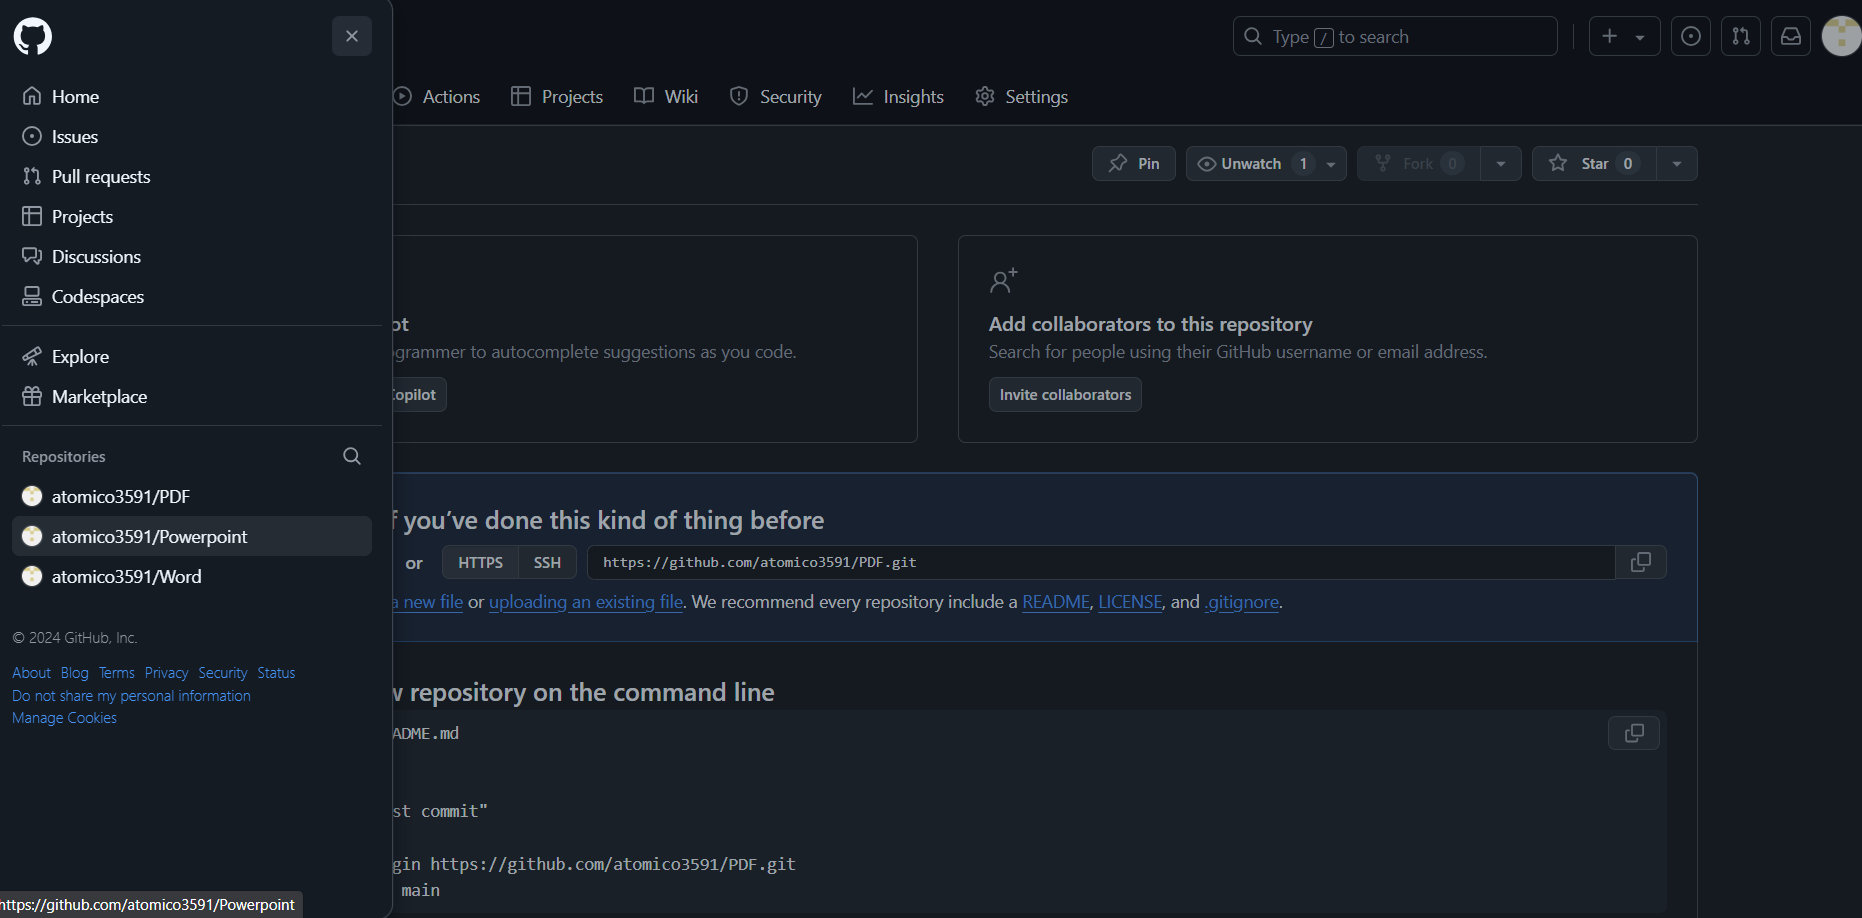 Type / to search
Home
Issues
Pull requests
Projects
Discussions
Codespaces
Explore
Marketplace
Repositories
atomico3591/PDF
atomico3591/Powerpoint
atomico3591/Word
© 2024 GitHub, Inc.
About Blog Terms Privacy Security Status
Do not share my personal information
Manage Cookies
https://github.com/atomico3591/Powerpoint
Actions Projects Wiki Security Insights Settings
Pin Unwatch 1 Fork 0 Star 0
ot
ogrammer to autocomplete suggestions as you code.
Copilot
Add collaborators to this repository
Search for people using their GitHub username or email address.
Invite collaborators
f you’ve done this kind of thing before
or HTTPS SSH https://github.com/atomico3591/PDF.git
a new file or uploading an existing file. We recommend every repository include a README, LICENSE, and .gitignore.
w repository on the command line
ADME.md
st commit"
gin https://github.com/atomico3591/PDF.git
main